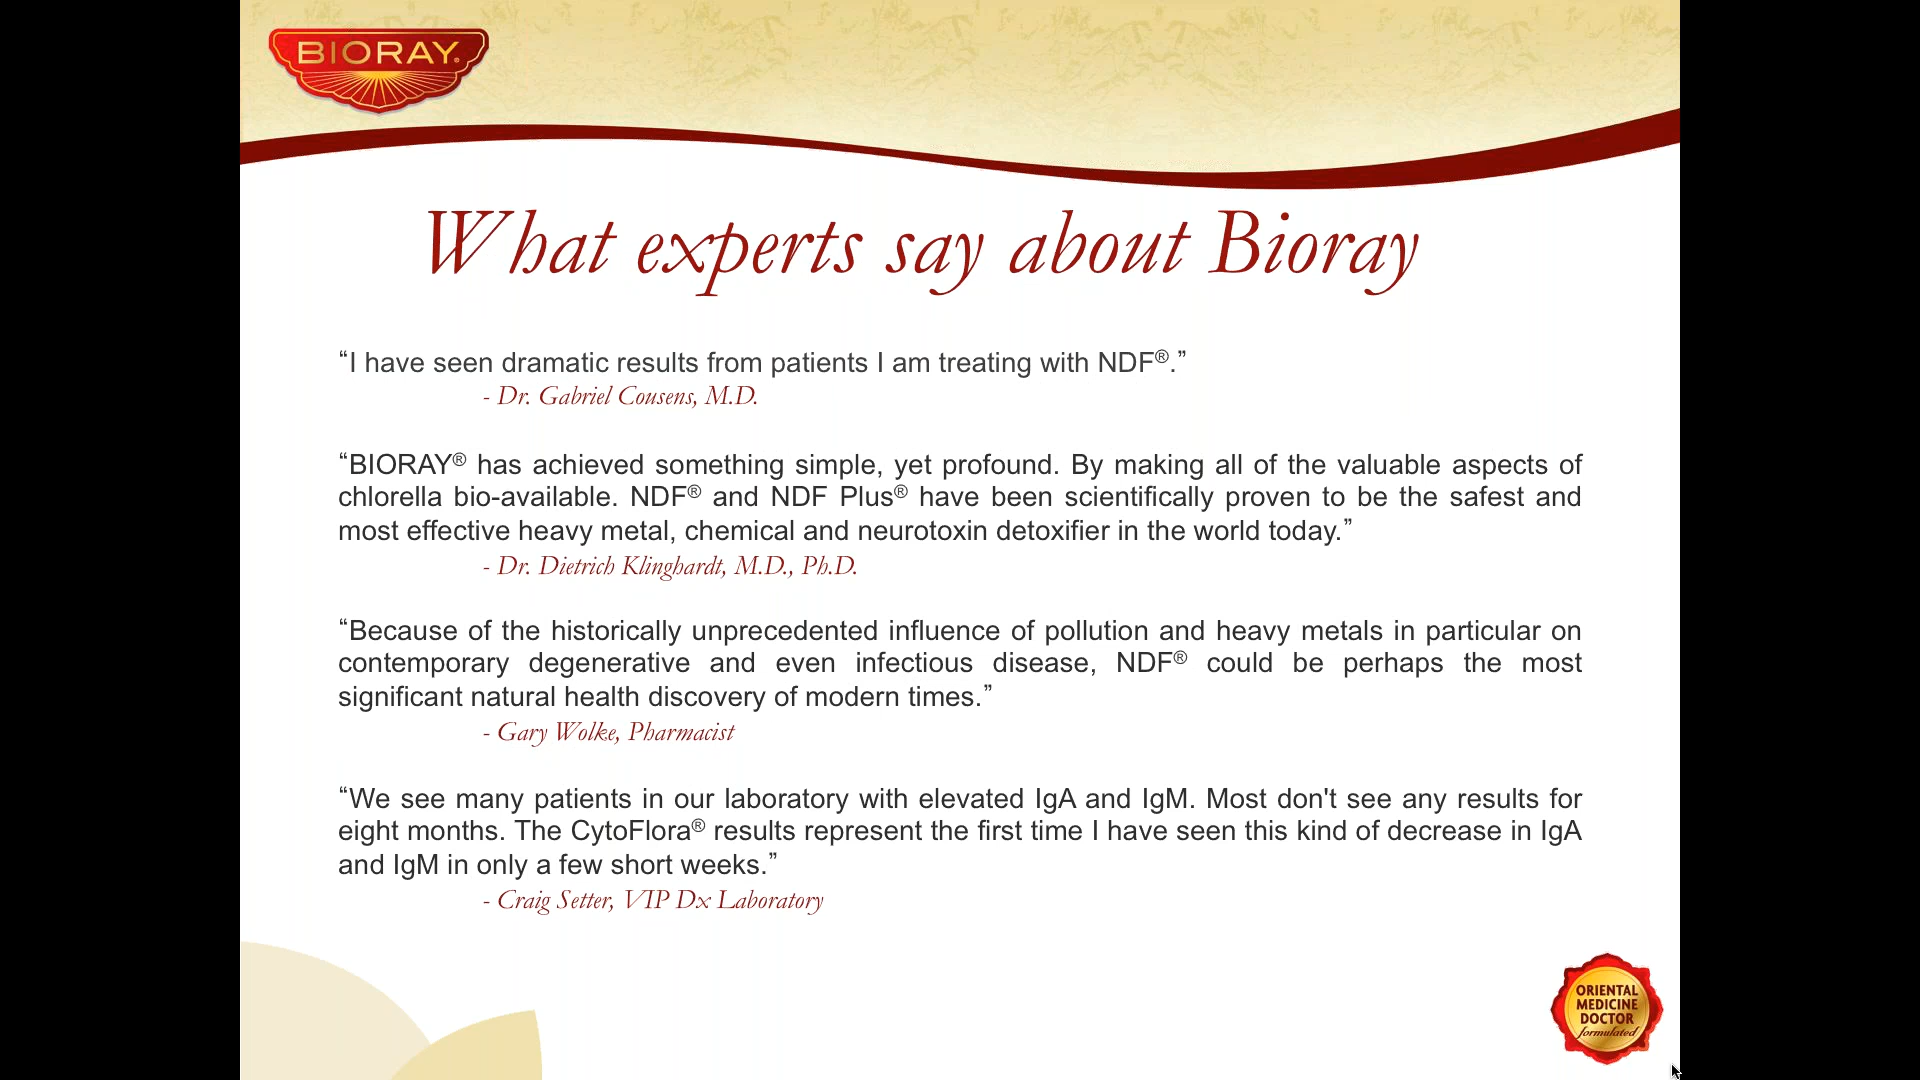 BIORAY®
What experts say about Bioray
“I have seen dramatic results from patients I am treating with NDF®.”
- Dr. Gabriel Cousens, M.D.
“BIORAY® has achieved something simple, yet profound. By making all of the valuable aspects of
chlorella bio-available. NDF® and NDF Plus® have been scientifically proven to be the safest and
most effective heavy metal, chemical and neurotoxin detoxifier in the world today.”
- Dr. Dietrich Klinghardt, M.D., Ph.D.
“Because of the historically unprecedented influence of pollution and heavy metals in particular on
contemporary degenerative and even infectious disease, NDF® could be perhaps the most
significant natural health discovery of modern times.”
- Gary Wolke, Pharmacist
“We see many patients in our laboratory with elevated IgA and IgM. Most don't see any results for
eight months. The CytoFlora® results represent the first time I have seen this kind of decrease in IgA
and IgM in only a few short weeks.”
- Craig Setter, VIP Dx Laboratory
ORIENTAL
MEDICINE
DOCTOR
formulated